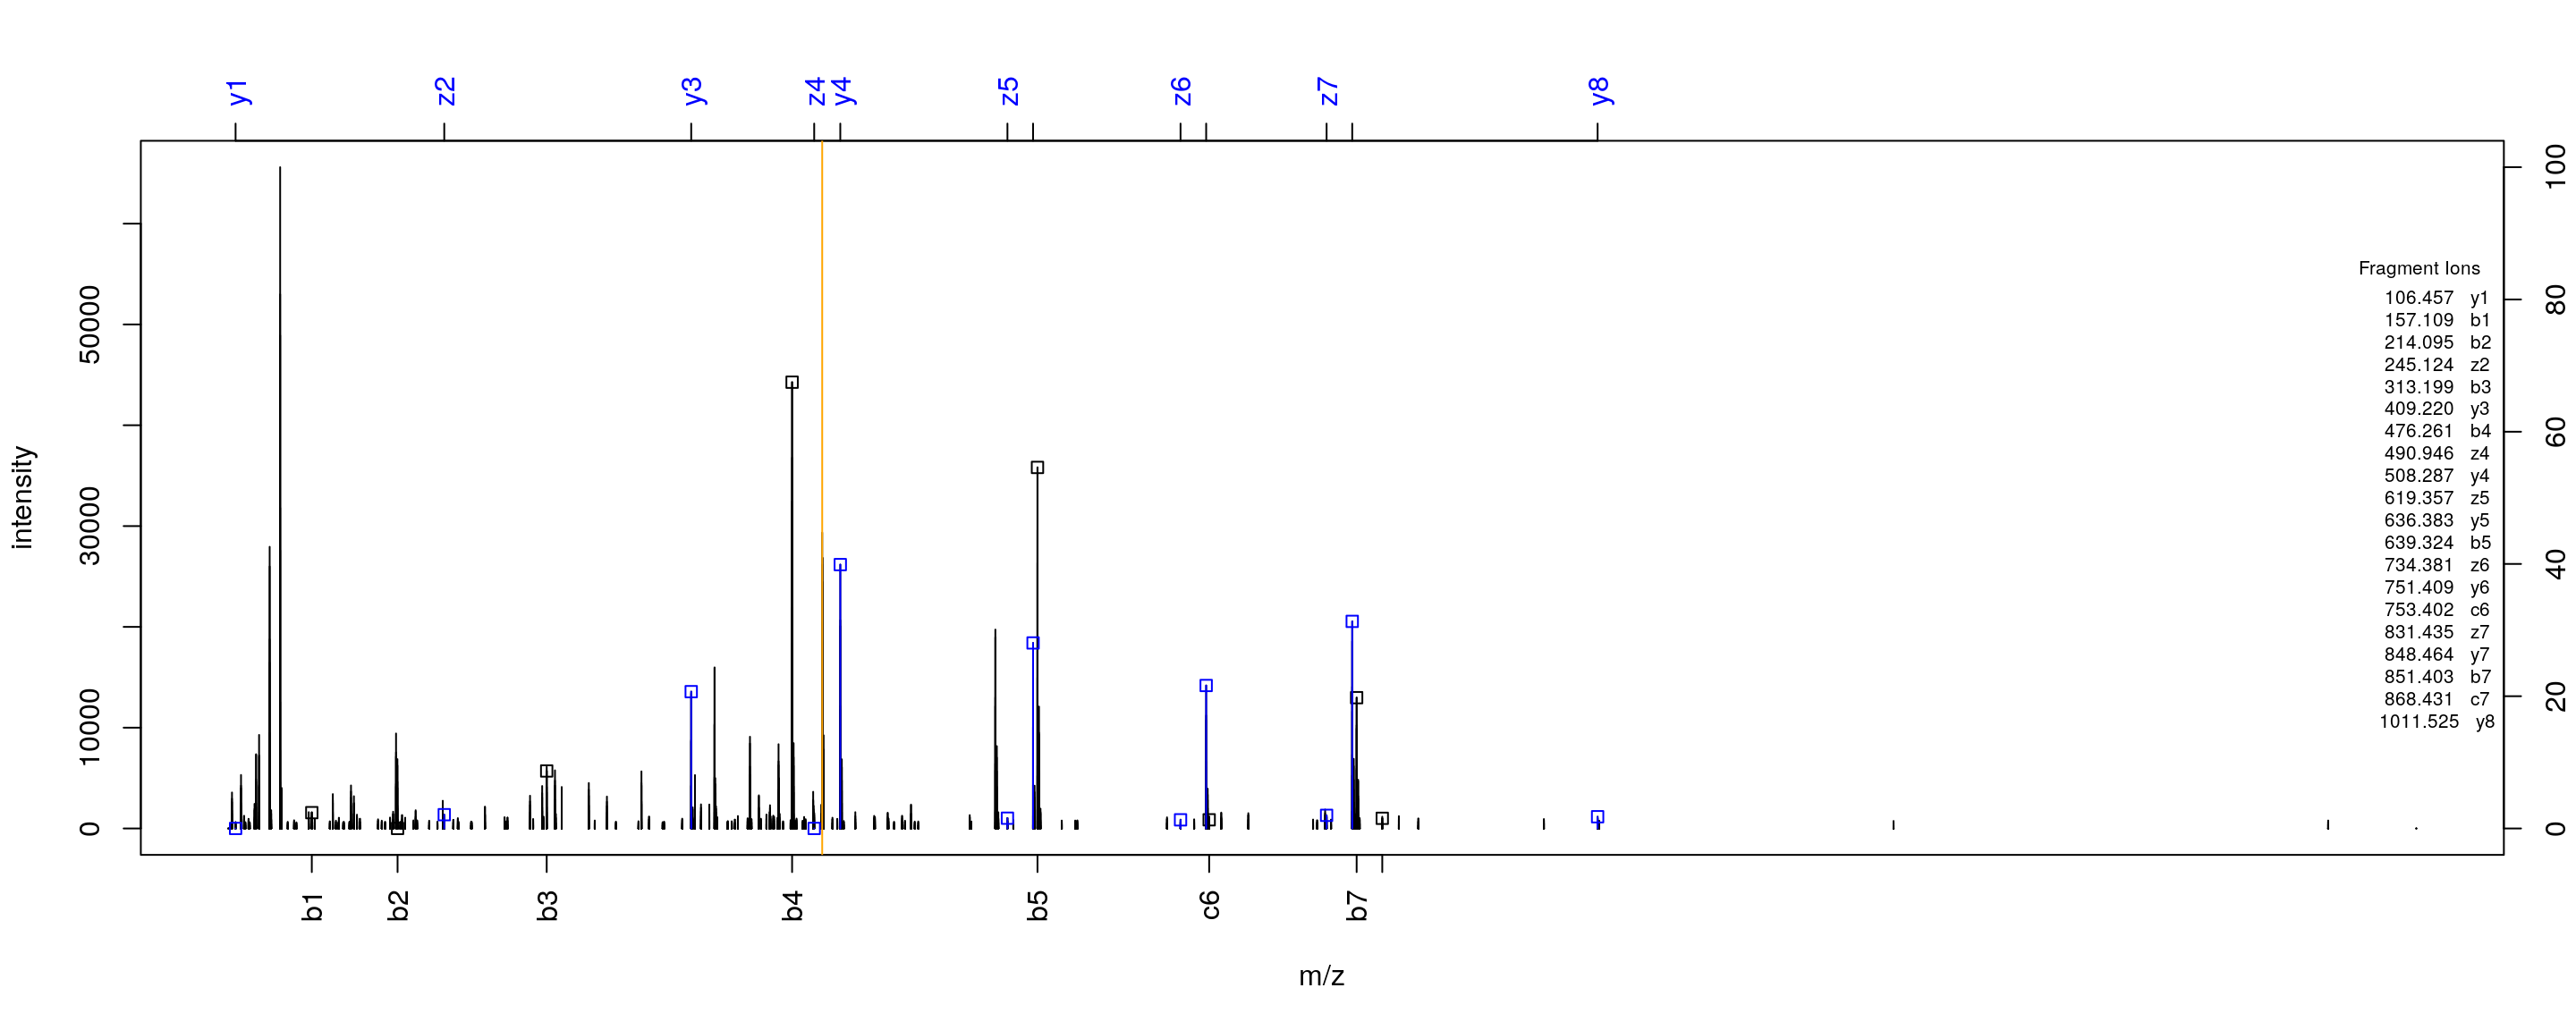 y1 z2 y3 z4 y4 z5 z6 z7 y8
intensity
0 10000 30000 50000
0 20 40 60 80 100
Fragment Ions
106.457 y1
157.109 b1
214.095 b2
245.124 z2
313.199 b3
409.220 y3
476.261 b4
490.946 z4
508.287 y4
619.357 z5
636.383 y5
639.324 b5
734.381 z6
751.409 y6
753.402 c6
831.435 z7
848.464 y7
851.403 b7
868.431 c7
1011.525 y8
b1 b2 b3 b4 b5 c6 b7
m/z